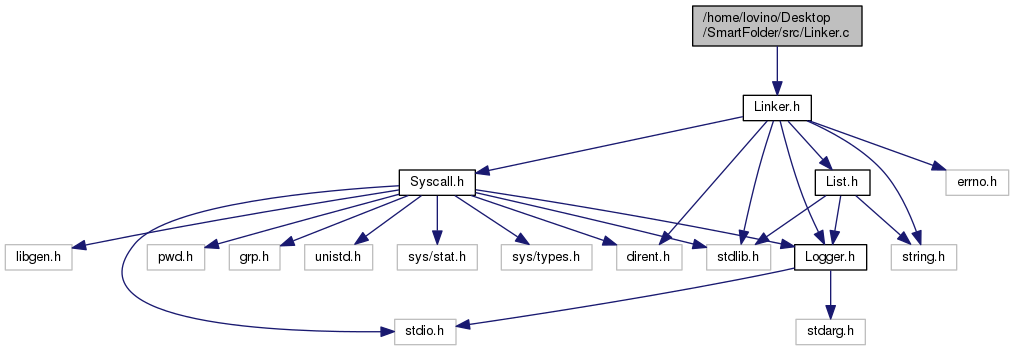 /home/lovino/Desktop
/SmartFolder/src/Linker.c
Linker.h
Syscall.h
List.h
errno.h
libgen.h
pwd.h
grp.h
unistd.h
sys/stat.h
sys/types.h
dirent.h
stdlib.h
Logger.h
string.h
stdio.h
stdarg.h